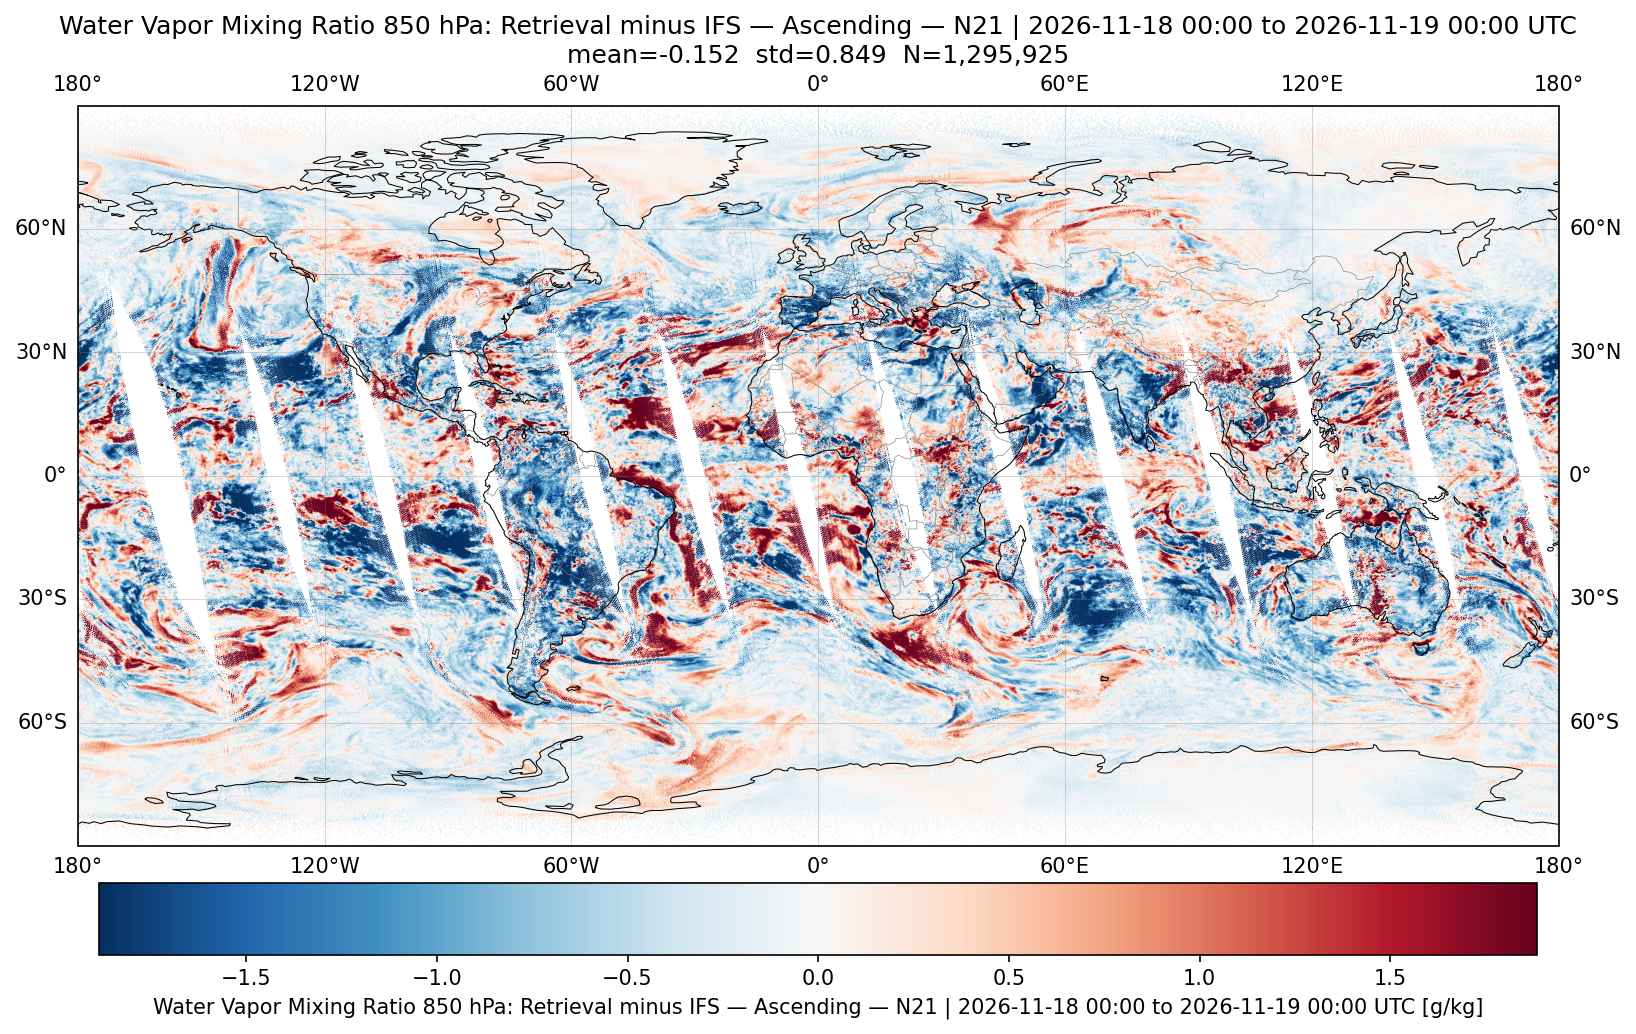 Water Vapor Mixing Ratio 850 hPa: Retrieval minus IFS — Ascending — N21 | 2026-11-18 00:00 to 2026-11-19 00:00 UTC
mean=-0.152 std=0.849 N=1,295,925
180° 120°W 60°W 0° 60°E 120°E 180°
60°N 60°N
30°N 30°N
0° 0°
30°S 30°S
60°S 60°S
180° 120°W 60°W 0° 60°E 120°E 180°
−1.5 −1.0 −0.5 0.0 0.5 1.0 1.5
Water Vapor Mixing Ratio 850 hPa: Retrieval minus IFS — Ascending — N21 | 2026-11-18 00:00 to 2026-11-19 00:00 UTC [g/kg]